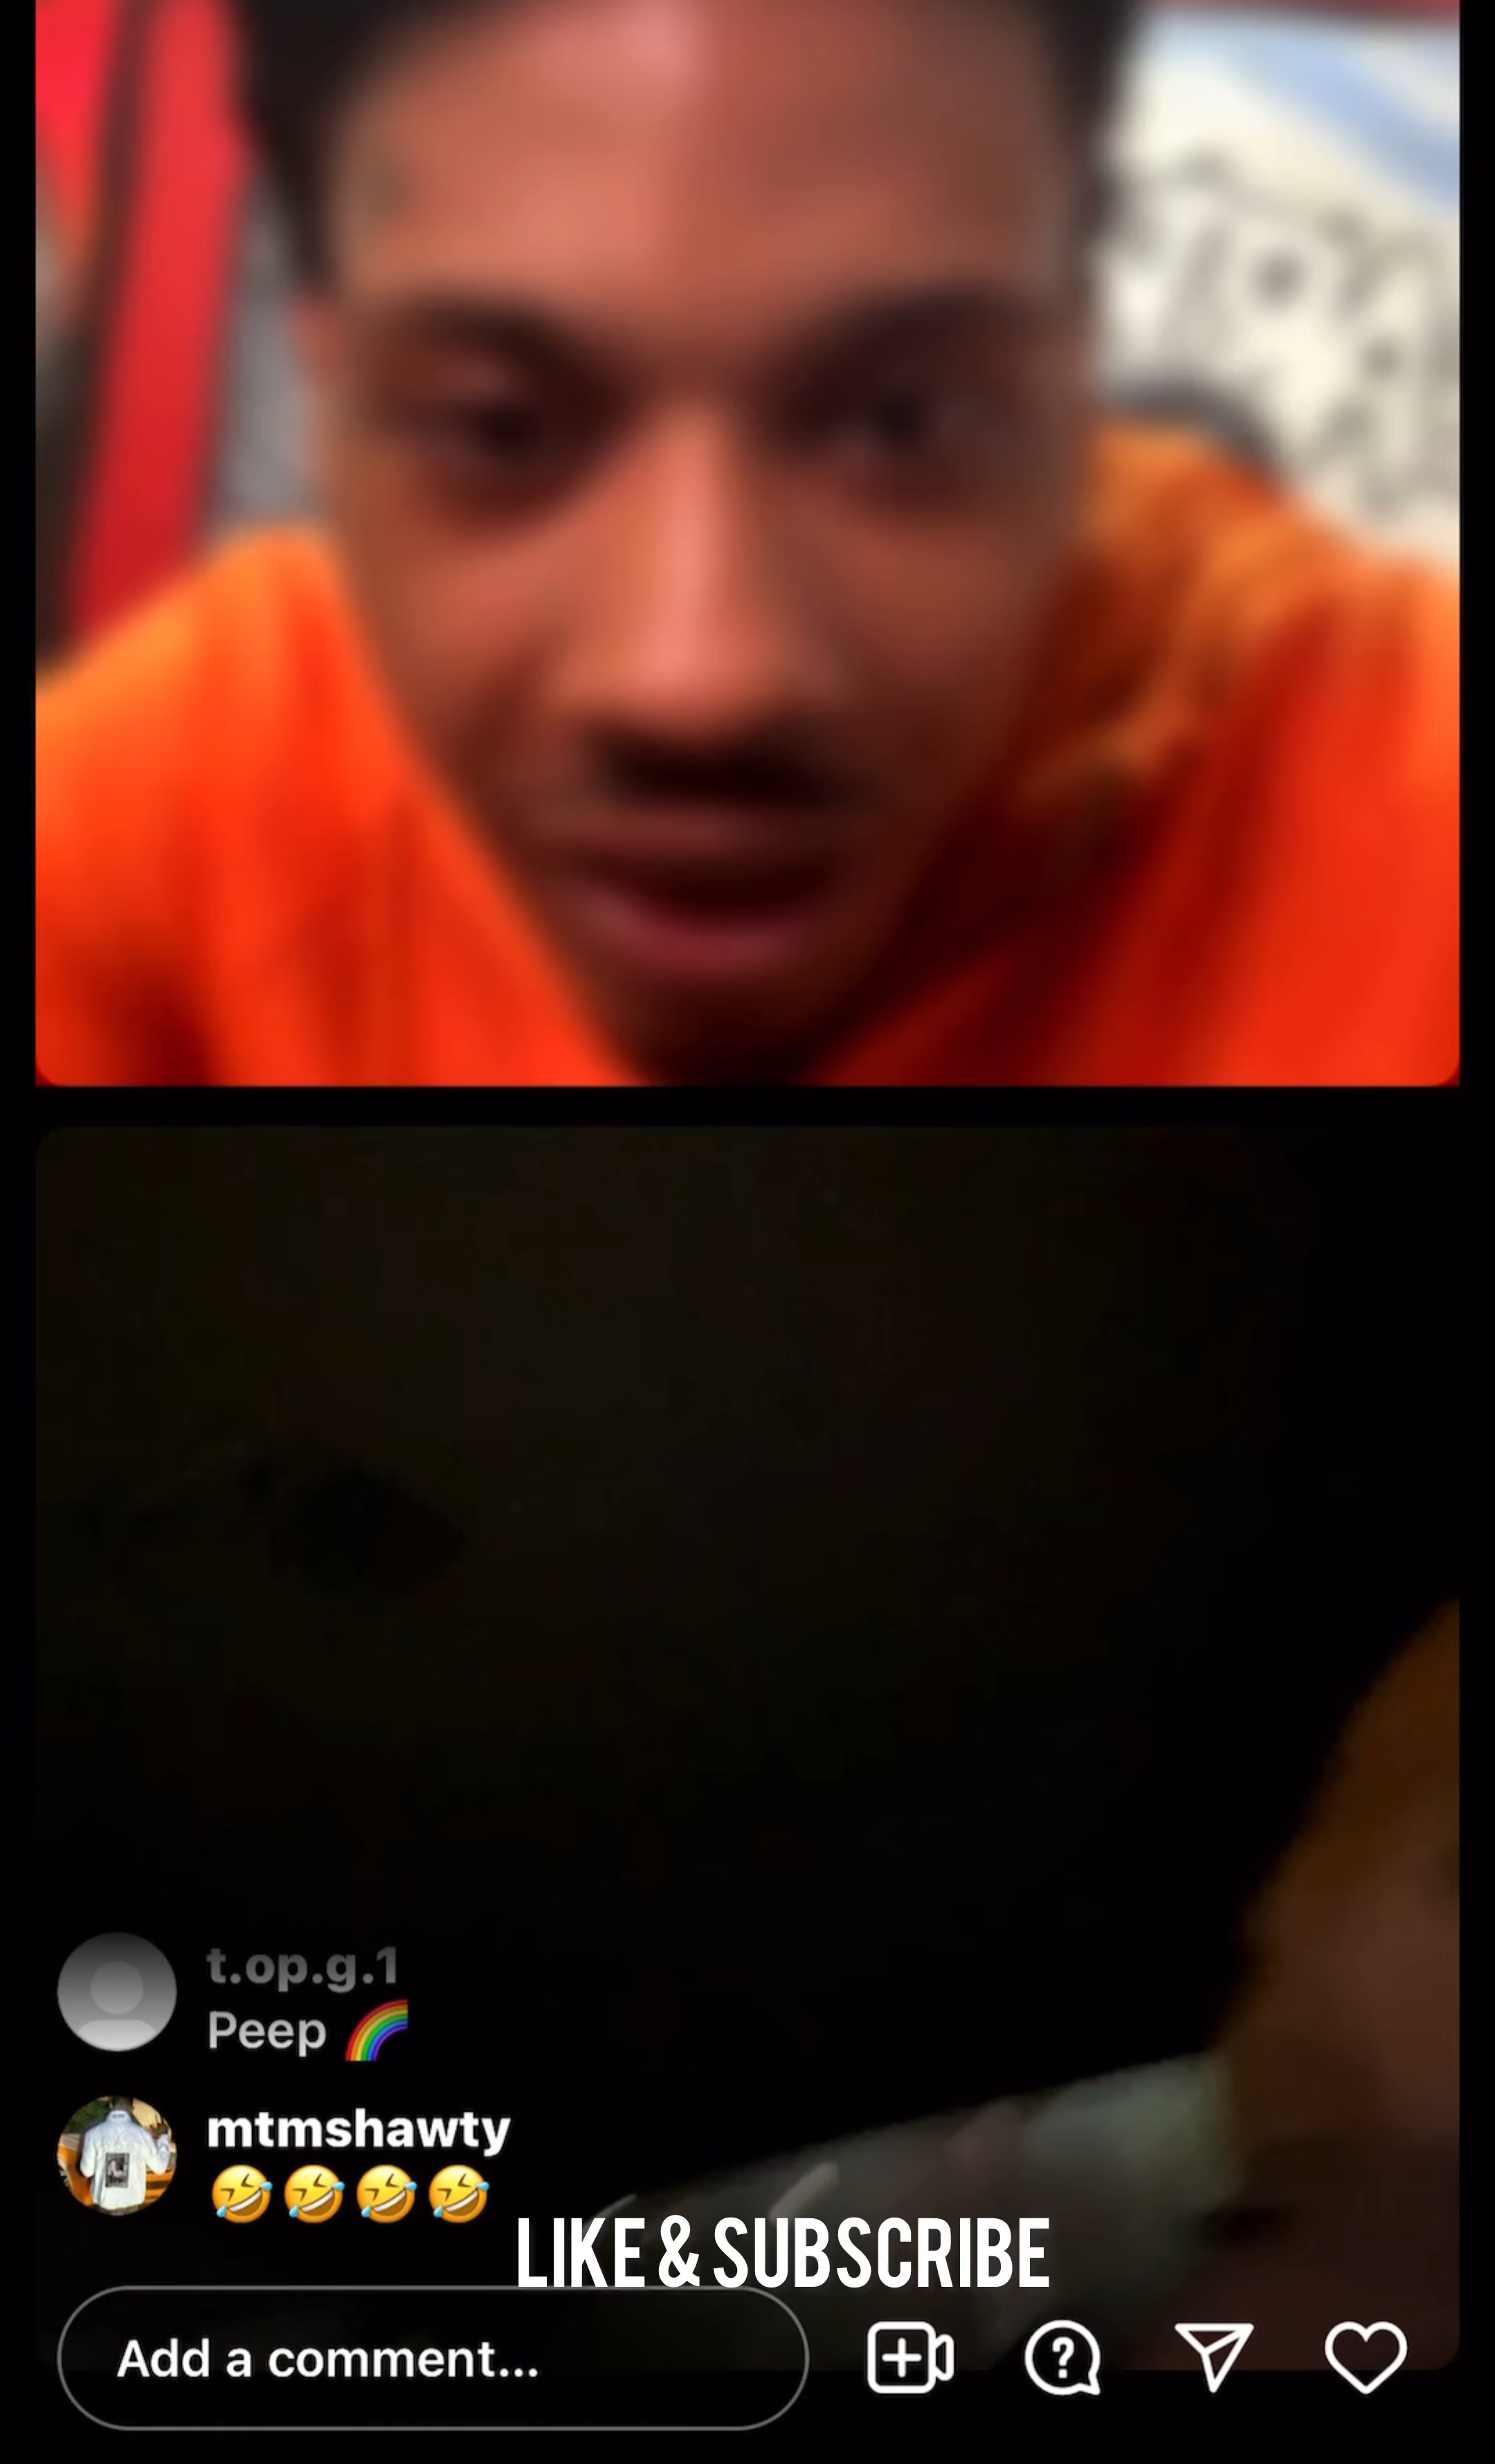 t.op.g.1
Peep 🌈
mtmshawty
🤣🤣🤣🤣
LIKE & SUBSCRIBE
Add a comment...